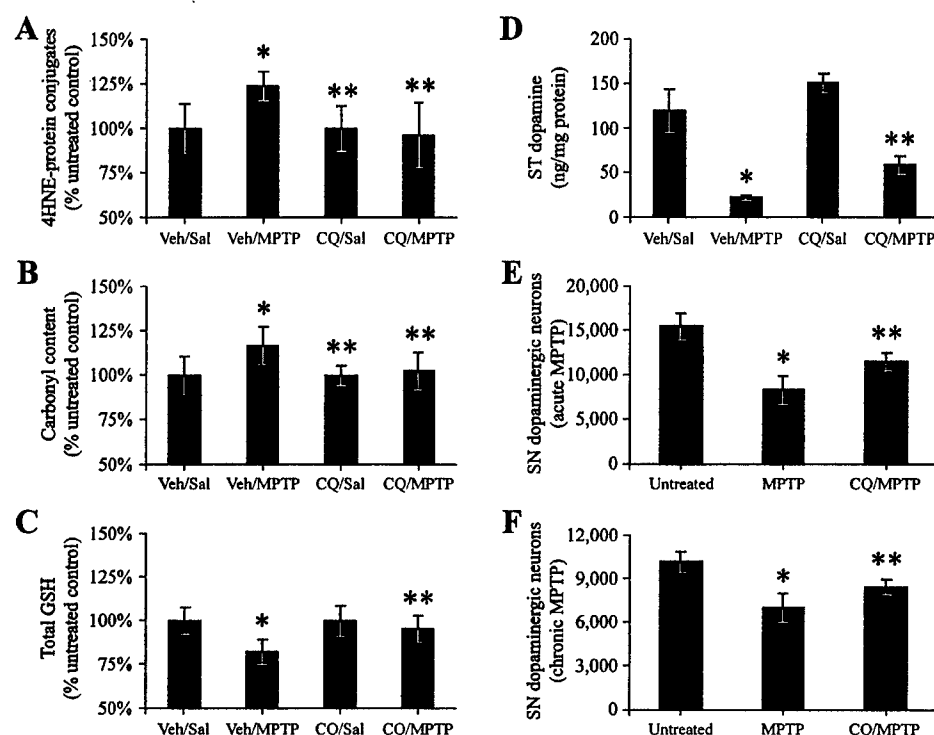 A
4HNE-protein conjugates
(% untreated control)
150%
125%
100%
75%
50%
*
**
**
Veh/Sal Veh/MPTP CQ/Sal CQ/MPTP
B
Carbonyl content
(% untreated control)
150%
125%
100%
75%
50%
*
**
**
Veh/Sal Veh/MPTP CQ/Sal CQ/MPTP
C
Total GSH
(% untreated control)
150%
125%
100%
75%
50%
*
**
Veh/Sal Veh/MPTP CO/Sal CO/MPTP
D
ST dopamine
(ng/mg protein)
200
150
100
50
0
*
**
Veh/Sal Veh/MPTP CQ/Sal CQ/MPTP
E
SN dopaminergic neurons
(acute MPTP)
20,000
15,000
10,000
5,000
0
*
**
Untreated MPTP CQ/MPTP
F
SN dopaminergic neurons
(chronic MPTP)
12,000
9,000
6,000
3,000
0
*
**
Untreated MPTP CO/MPTP